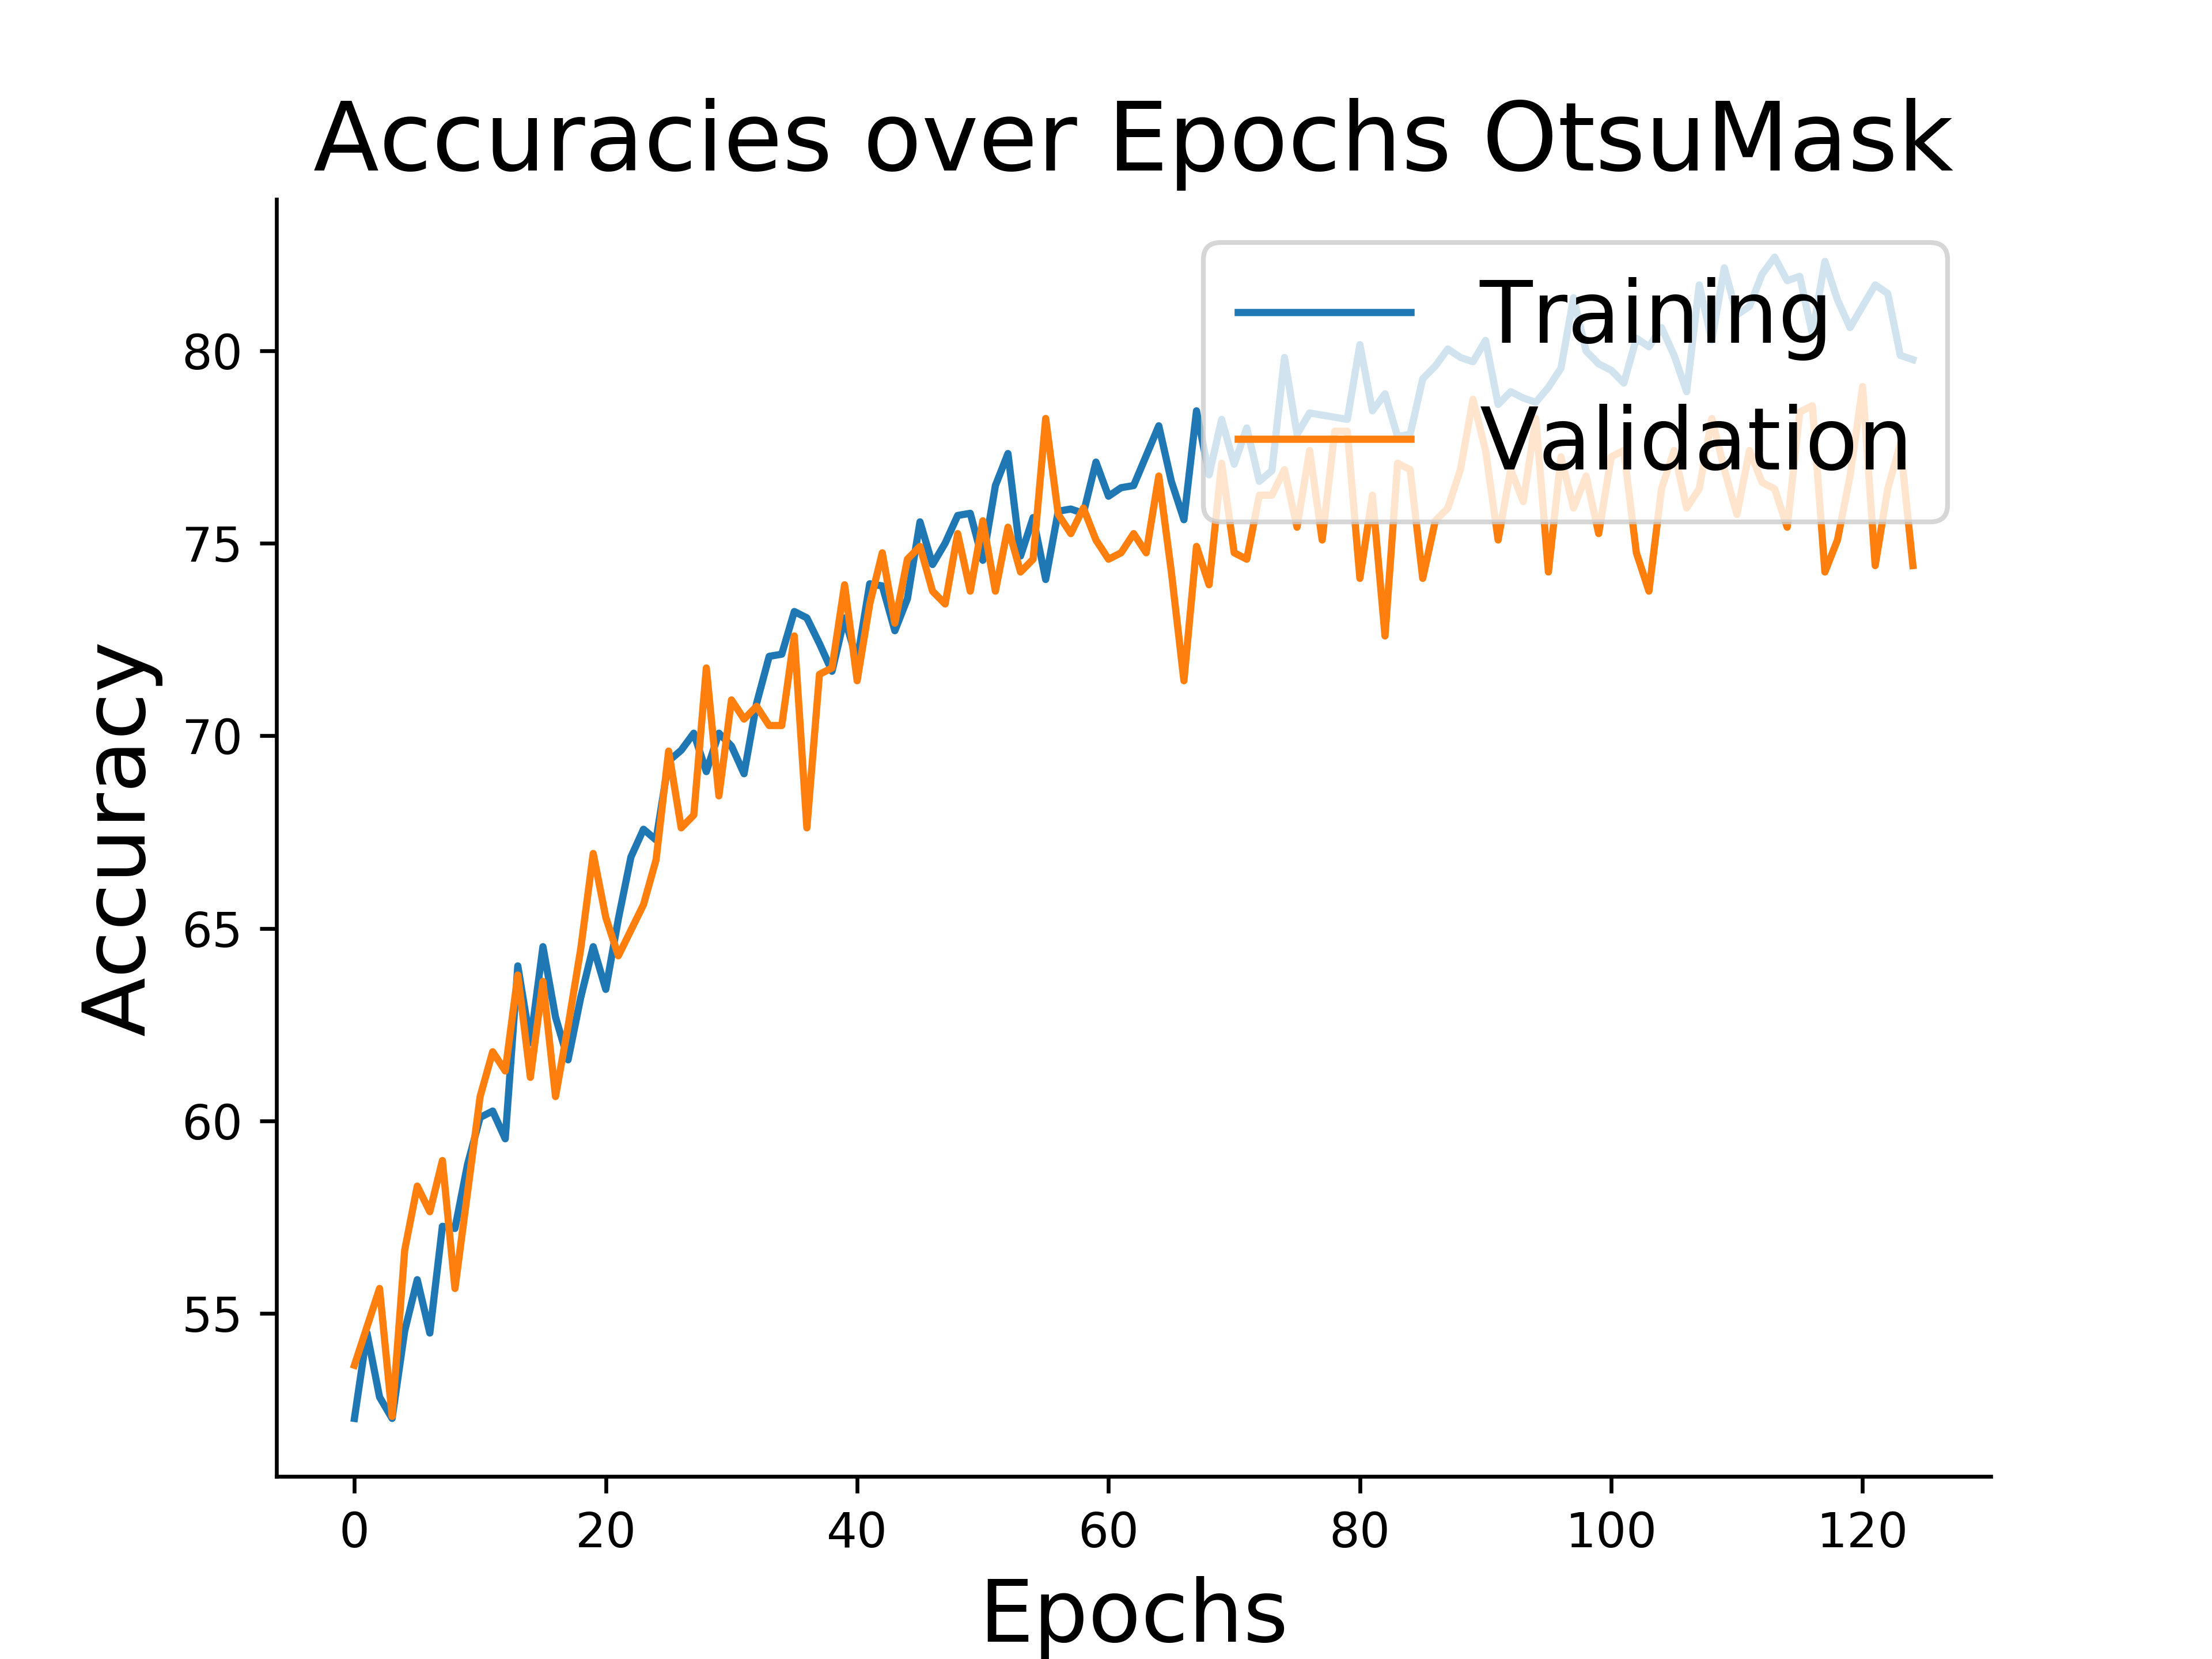 Accuracies over Epochs OtsuMask
Training
Validation
80
75
70
65
60
55
Accuracy
0 20 40 60 80 100 120
Epochs